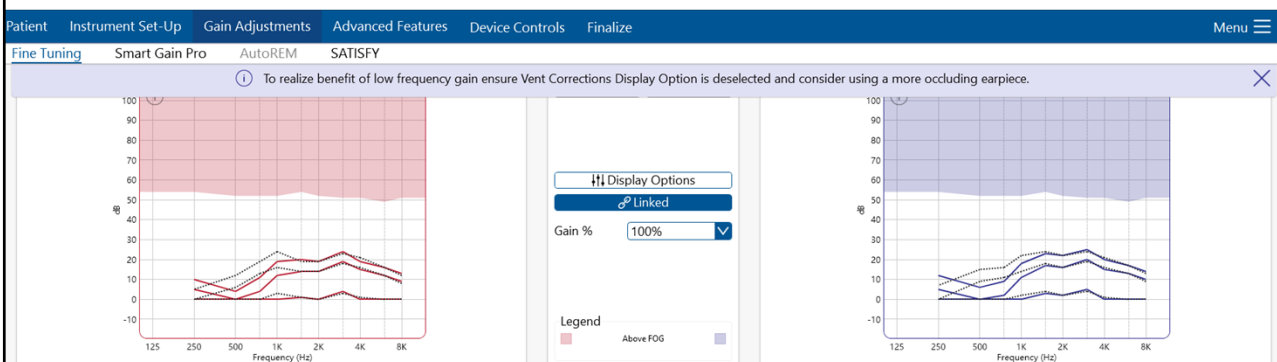 Patient Instrument Set-Up Gain Adjustments Advanced Features Device Controls Finalize Menu
Fine Tuning Smart Gain Pro AutoREM SATISFY
To realize benefit of low frequency gain ensure Vent Corrections Display Option is deselected and consider using a more occluding earpiece.
100
90
80
70
60
50
40
30
20
10
0
-10
dB
125 250 500 1K 2K 4K 8K
Frequency (Hz)
Display Options
Linked
Gain % 100%
Legend
Above FOG
100
90
80
70
60
50
40
30
20
10
0
-10
dB
125 250 500 1K 2K 4K 8K
Frequency (Hz)